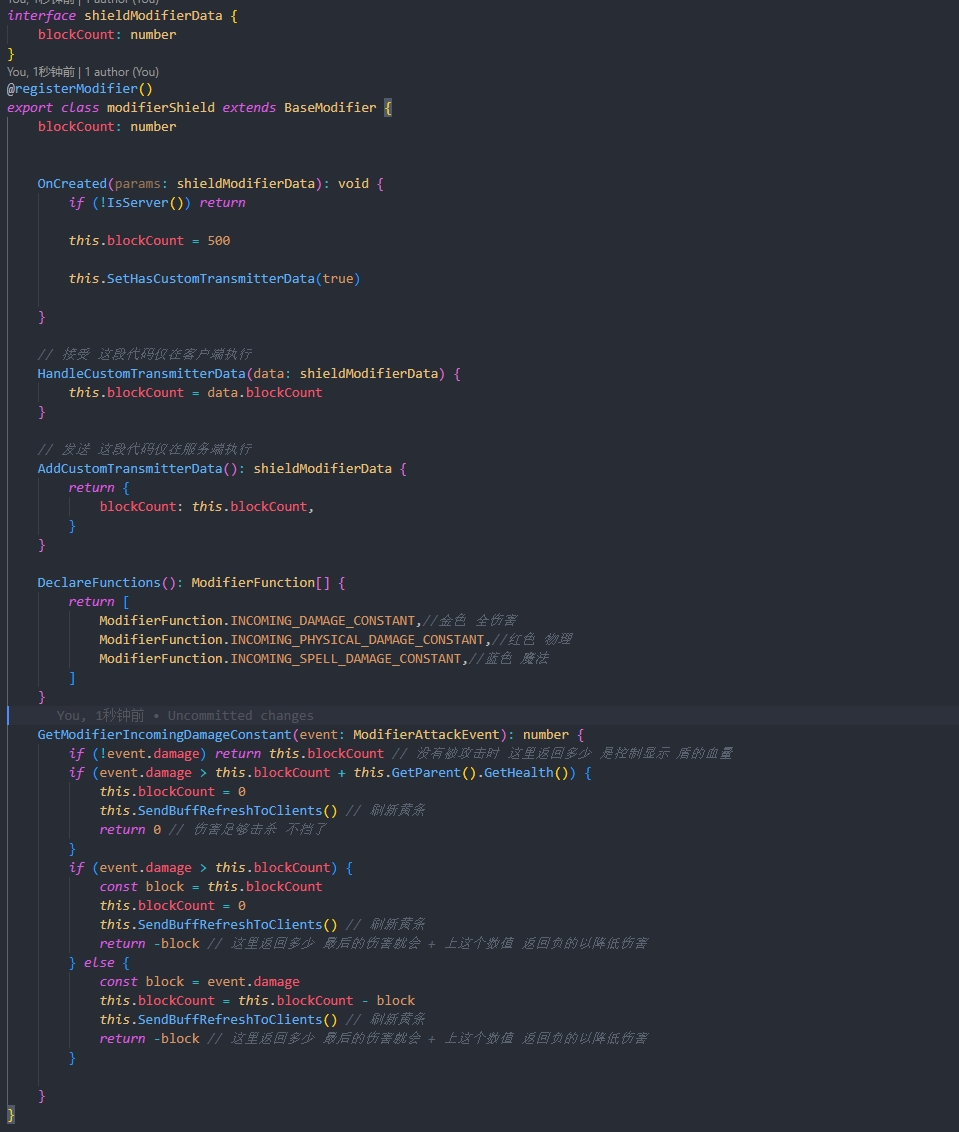 You, 1秒钟前 | 1 author (You)
interface shieldModifierData {
    blockCount: number
}
You, 1秒钟前 | 1 author (You)
@registerModifier()
export class modifierShield extends BaseModifier {
    blockCount: number
    OnCreated(params: shieldModifierData): void {
        if (!IsServer()) return
        this.blockCount = 500
        this.SetHasCustomTransmitterData(true)
    }
    // 接受 这段代码仅在客户端执行
    HandleCustomTransmitterData(data: shieldModifierData) {
        this.blockCount = data.blockCount
    }
    // 发送 这段代码仅在服务端执行
    AddCustomTransmitterData(): shieldModifierData {
        return {
            blockCount: this.blockCount,
        }
    }
    DeclareFunctions(): ModifierFunction[] {
        return [
            ModifierFunction.INCOMING_DAMAGE_CONSTANT,//金色 全伤害
            ModifierFunction.INCOMING_PHYSICAL_DAMAGE_CONSTANT,//红色 物理
            ModifierFunction.INCOMING_SPELL_DAMAGE_CONSTANT,//蓝色 魔法
        ]
    }
You, 1秒钟前 • Uncommitted changes
    GetModifierIncomingDamageConstant(event: ModifierAttackEvent): number {
        if (!event.damage) return this.blockCount // 没有被攻击时 这里返回多少 是控制显示 盾的血量
        if (event.damage > this.blockCount + this.GetParent().GetHealth()) {
            this.blockCount = 0
            this.SendBuffRefreshToClients() // 刷新黄条
            return 0 // 伤害足够击杀 不挡了
        }
        if (event.damage > this.blockCount) {
            const block = this.blockCount
            this.blockCount = 0
            this.SendBuffRefreshToClients() // 刷新黄条
            return -block // 这里返回多少 最后的伤害就会 + 上这个数值 返回负的以降低伤害
        } else {
            const block = event.damage
            this.blockCount = this.blockCount - block
            this.SendBuffRefreshToClients() // 刷新黄条
            return -block // 这里返回多少 最后的伤害就会 + 上这个数值 返回负的以降低伤害
        }
    }
}